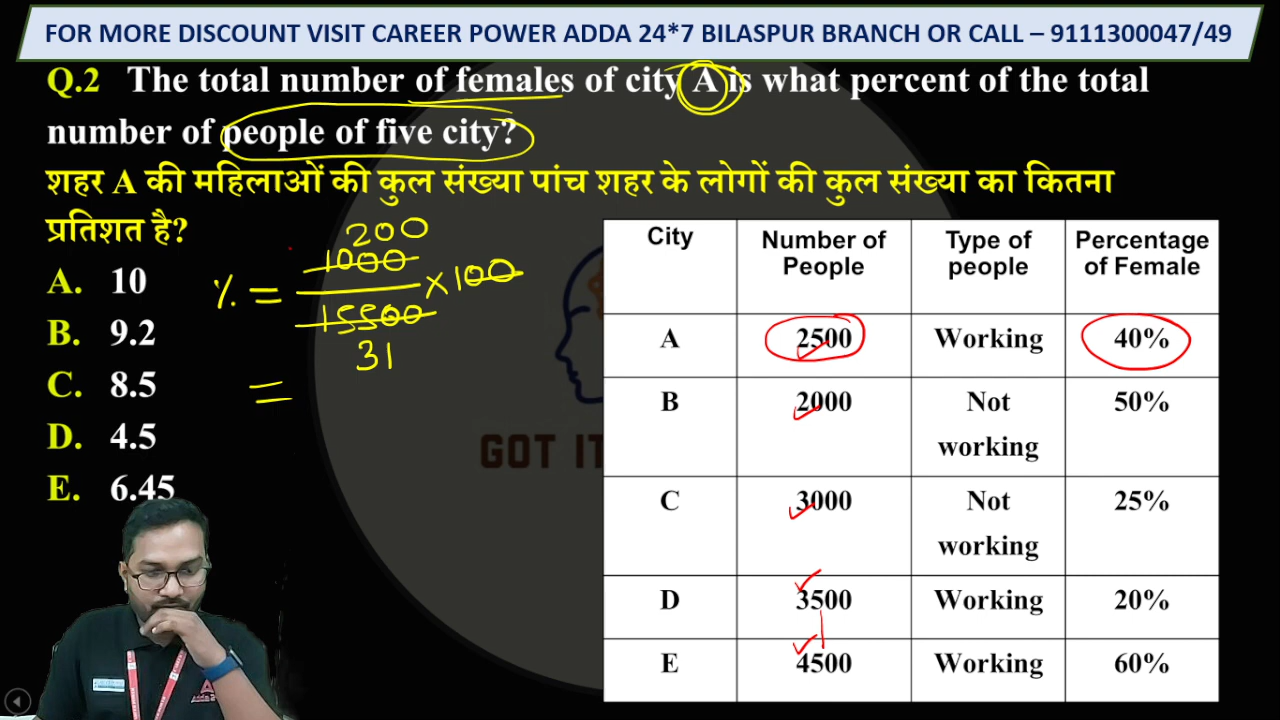 FOR MORE DISCOUNT VISIT CAREER POWER ADDA 24*7 BILASPUR BRANCH OR CALL – 9111300047/49
Q.2 The total number of females of city A is what percent of the total
number of people of five city?
शहर A की महिलाओं की कुल संख्या पांच शहर के लोगों की कुल संख्या का कितना
प्रतिशत है?
A. 10
B. 9.2
C. 8.5
D. 4.5
E. 6.45
200
% = 1000 × 100
15500
31
=
GOT IT
City Number of People Type of people Percentage of Female
A 2500 Working 40%
B 2000 Not working 50%
C 3000 Not working 25%
D 3500 Working 20%
E 4500 Working 60%